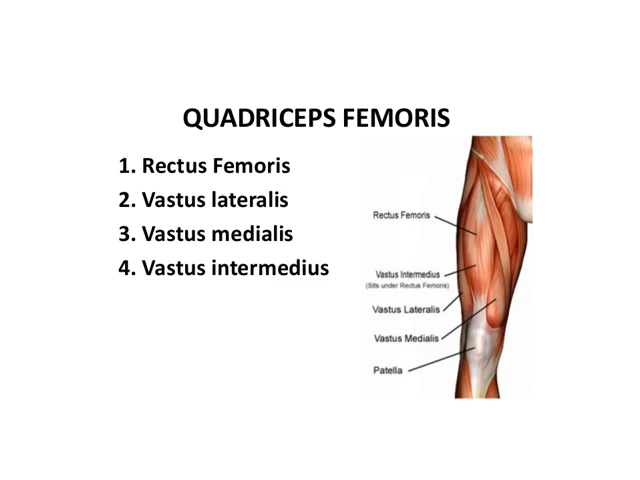 QUADRICEPS FEMORIS
1. Rectus Femoris
2. Vastus lateralis
3. Vastus medialis
4. Vastus intermedius
Rectus Femoris
Vastus Intermedius
(Sits under Rectus Femoris)
Vastus Lateralis
Vastus Medialis
Patella